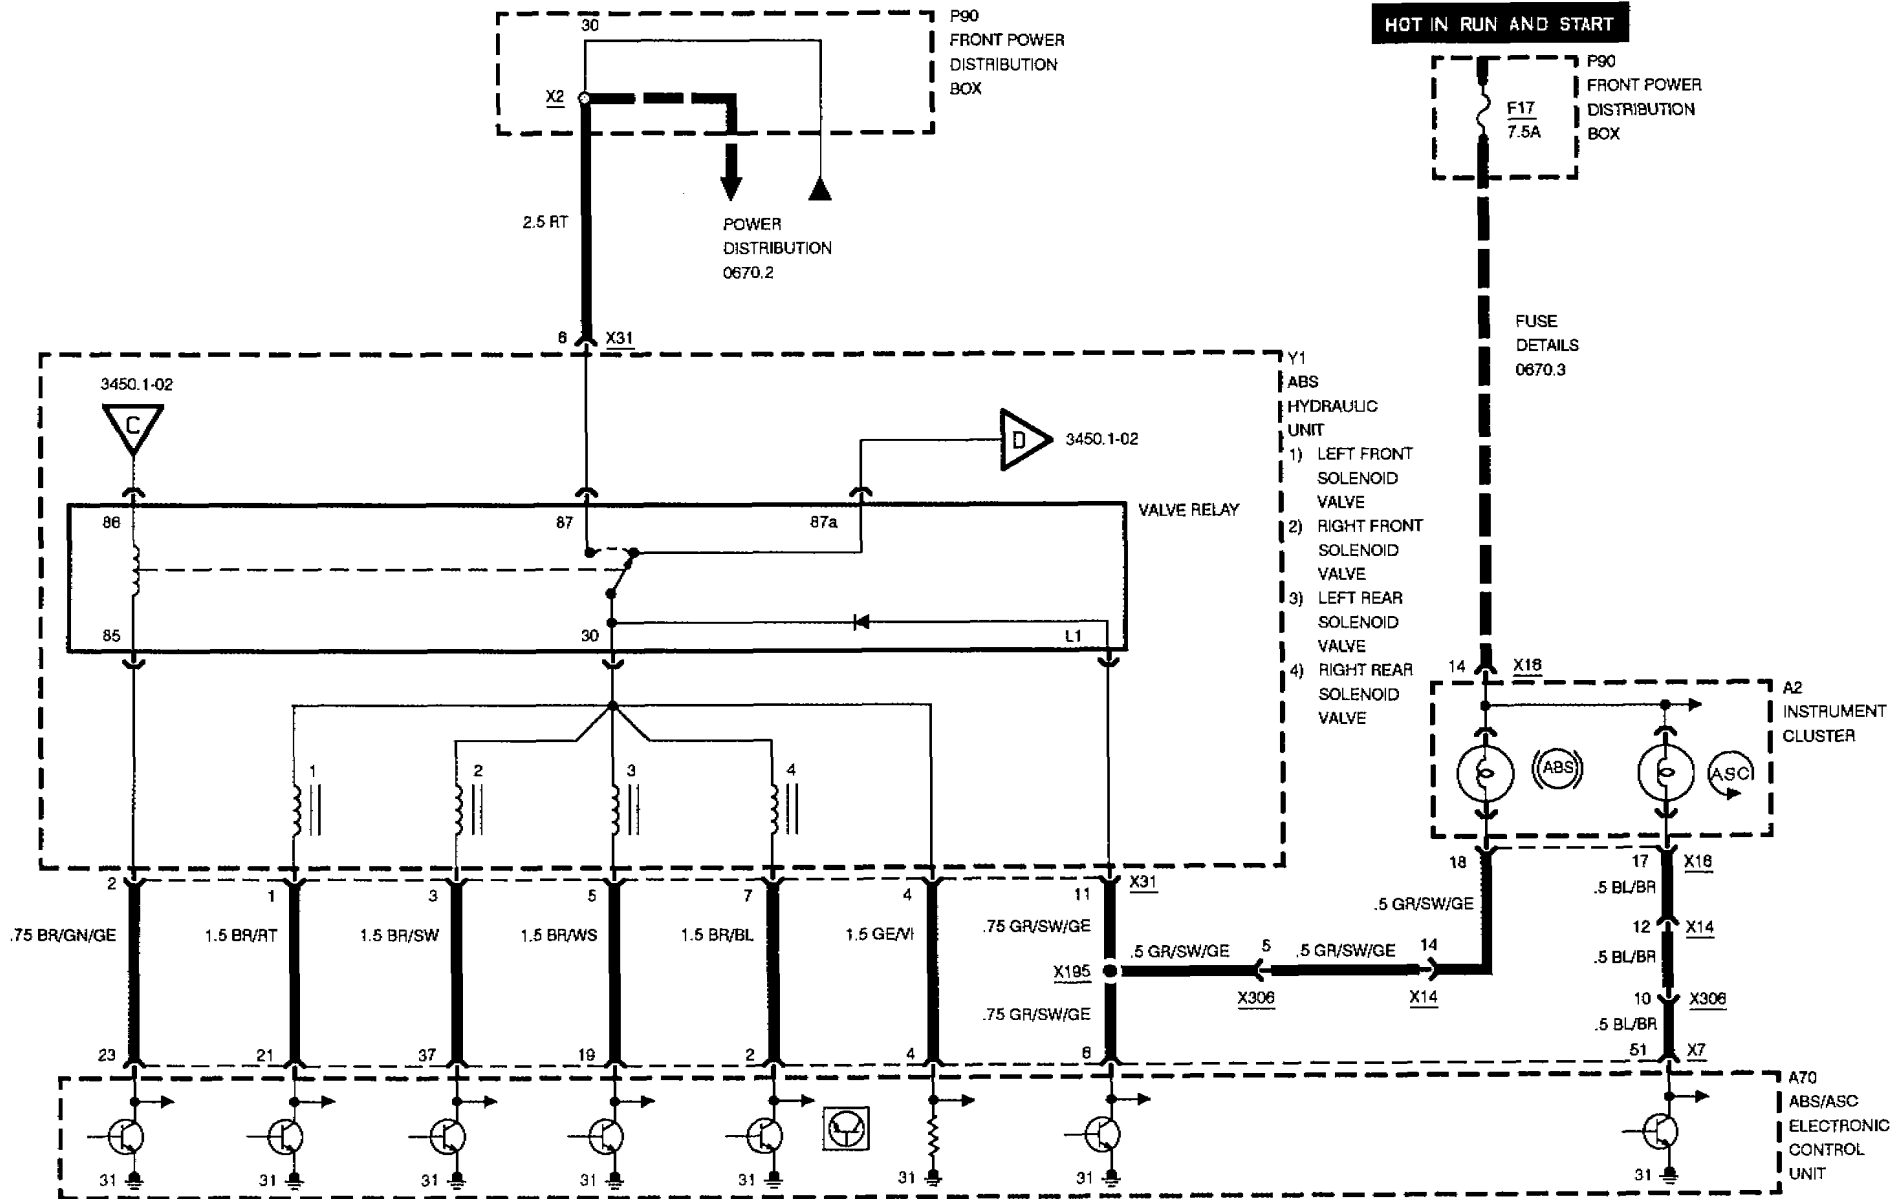 30
P90
FRONT POWER
DISTRIBUTION
BOX
X2
HOT IN RUN AND START
P90
FRONT POWER
DISTRIBUTION
BOX
F17
7.5A
2.5 RT
POWER
DISTRIBUTION
0670.2
FUSE
DETAILS
0670.3
6
X31
Y1
ABS
HYDRAULIC
UNIT
1) LEFT FRONT
SOLENOID
VALVE
2) RIGHT FRONT
SOLENOID
VALVE
3) LEFT REAR
SOLENOID
VALVE
4) RIGHT REAR
SOLENOID
VALVE
3450.1-02
C
D
3450.1-02
86
87
87a
VALVE RELAY
85
30
L1
14
X18
A2
INSTRUMENT
CLUSTER
ABS
ASC
1
2
3
4
18
17
X18
2
1
3
5
7
4
11
X31
.75 BR/GN/GE
1.5 BR/RT
1.5 BR/SW
1.5 BR/WS
1.5 BR/BL
1.5 GE/VI
.75 GR/SW/GE
.5 GR/SW/GE
.5 BL/BR
12
X14
.5 GR/SW/GE
5
.5 GR/SW/GE
14
.5 BL/BR
X195
X306
X14
10
X306
.75 GR/SW/GE
.5 BL/BR
23
21
37
19
2
4
6
51
X7
A70
ABS/ASC
ELECTRONIC
CONTROL
UNIT
31
31
31
31
31
31
31
31